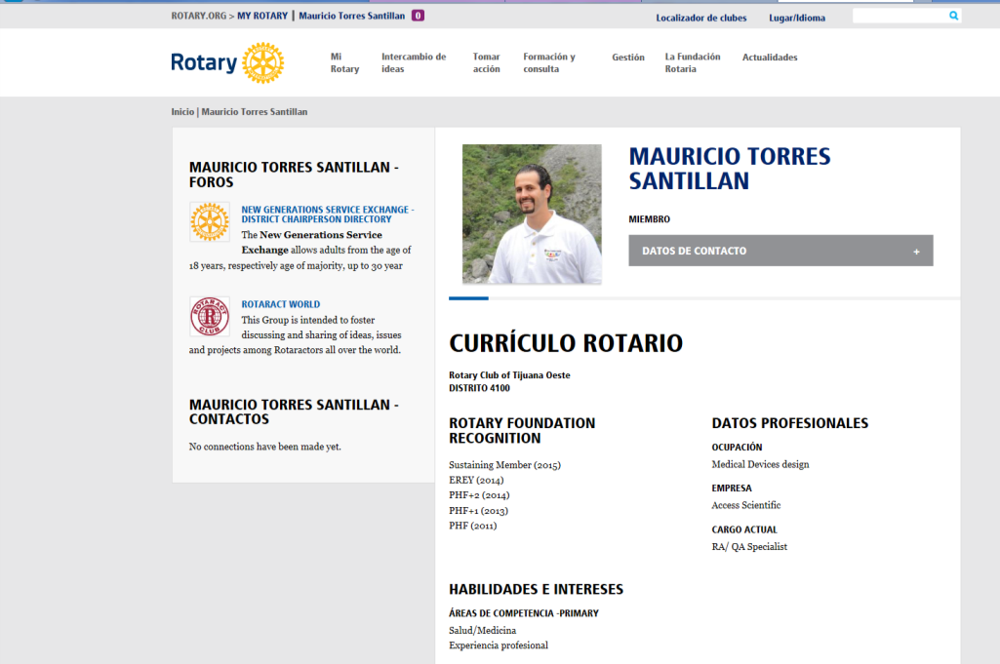 ROTARY.ORG > MY ROTARY | Mauricio Torres Santillan 0
Localizador de clubes Lugar/Idioma
Rotary
Mi Rotary
Intercambio de ideas
Tomar acción
Formación y consulta
Gestión
La Fundación Rotaria
Actualidades
Inicio | Mauricio Torres Santillan
MAURICIO TORRES SANTILLAN -
FOROS
NEW GENERATIONS SERVICE EXCHANGE -
DISTRICT CHAIRPERSON DIRECTORY
The New Generations Service
Exchange allows adults from the age of
18 years, respectively age of majority, up to 30 year
ROTARACT WORLD
This Group is intended to foster
discussing and sharing of ideas, issues
and projects among Rotaractors all over the world.
MAURICIO TORRES SANTILLAN -
CONTACTOS
No connections have been made yet.
MAURICIO TORRES
SANTILLAN
MIEMBRO
DATOS DE CONTACTO +
CURRÍCULO ROTARIO
Rotary Club of Tijuana Oeste
DISTRITO 4100
ROTARY FOUNDATION
RECOGNITION
Sustaining Member (2015)
EREY (2014)
PHF+2 (2014)
PHF+1 (2013)
PHF (2011)
DATOS PROFESIONALES
OCUPACIÓN
Medical Devices design
EMPRESA
Access Scientific
CARGO ACTUAL
RA/ QA Specialist
HABILIDADES E INTERESES
ÁREAS DE COMPETENCIA -PRIMARY
Salud/Medicina
Experiencia profesional